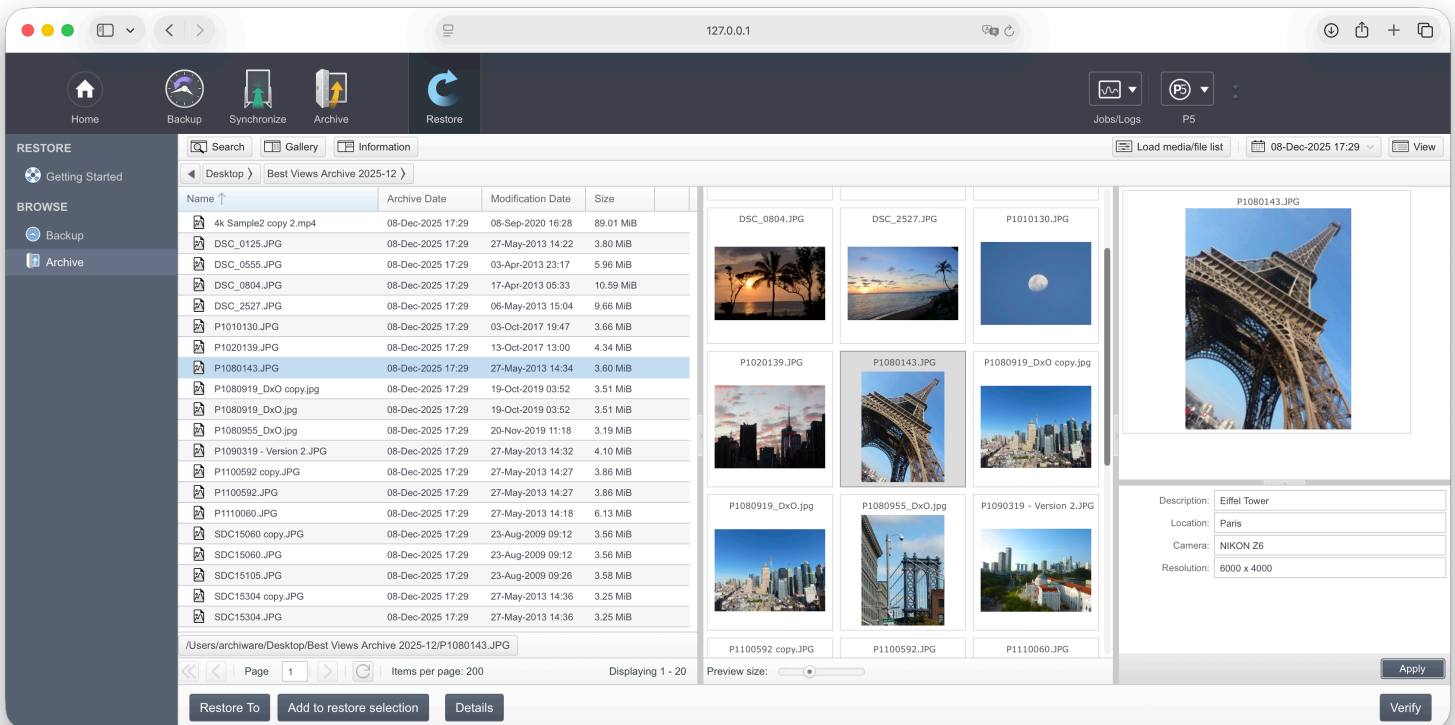 127.0.0.1
Home
Backup
Synchronize
Archive
Restore
Jobs/Logs
P5
P5
RESTORE
Getting Started
BROWSE
Backup
Archive
Search
Gallery
Information
Load media/file list
08-Dec-2025 17:29
View
Desktop
Best Views Archive 2025-12
Name Archive Date Modification Date Size
4k Sample2 copy 2.mp4 08-Dec-2025 17:29 08-Sep-2020 16:28 89.01 MiB
DSC_0125.JPG 08-Dec-2025 17:29 27-May-2013 14:22 3.80 MiB
DSC_0555.JPG 08-Dec-2025 17:29 03-Apr-2013 23:17 5.96 MiB
DSC_0804.JPG 08-Dec-2025 17:29 17-Apr-2013 05:33 10.59 MiB
DSC_2527.JPG 08-Dec-2025 17:29 06-May-2013 15:04 9.66 MiB
P1010130.JPG 08-Dec-2025 17:29 03-Oct-2017 19:47 3.66 MiB
P1020139.JPG 08-Dec-2025 17:29 13-Oct-2017 13:00 4.34 MiB
P1080143.JPG 08-Dec-2025 17:29 27-May-2013 14:34 3.60 MiB
P1080919_DxO copy.jpg 08-Dec-2025 17:29 19-Oct-2019 03:52 3.51 MiB
P1080919_DxO.jpg 08-Dec-2025 17:29 19-Oct-2019 03:52 3.51 MiB
P1080955_DxO.jpg 08-Dec-2025 17:29 20-Nov-2019 11:18 3.19 MiB
P1090319 - Version 2.JPG 08-Dec-2025 17:29 27-May-2013 14:32 4.10 MiB
P1100592 copy.JPG 08-Dec-2025 17:29 27-May-2013 14:27 3.86 MiB
P1100592.JPG 08-Dec-2025 17:29 27-May-2013 14:27 3.86 MiB
P1110060.JPG 08-Dec-2025 17:29 27-May-2013 14:18 6.13 MiB
SDC15060 copy.JPG 08-Dec-2025 17:29 23-Aug-2009 09:12 3.56 MiB
SDC15060.JPG 08-Dec-2025 17:29 23-Aug-2009 09:12 3.56 MiB
SDC15105.JPG 08-Dec-2025 17:29 23-Aug-2009 09:26 3.58 MiB
SDC15304 copy.JPG 08-Dec-2025 17:29 27-May-2013 14:36 3.25 MiB
SDC15304.JPG 08-Dec-2025 17:29 27-May-2013 14:36 3.25 MiB
/Users/archiware/Desktop/Best Views Archive 2025-12/P1080143.JPG
Page 1 Items per page: 200 Displaying 1 - 20
DSC_0804.JPG DSC_2527.JPG P1010130.JPG
P1020139.JPG P1080143.JPG P1080919_DxO copy.jpg
P1080919_DxO.jpg P1080955_DxO.jpg P1090319 - Version 2.JPG
P1100592 copy.JPG P1100592.JPG P1110060.JPG
Preview size:
P1080143.JPG
Description: Eiffel Tower
Location: Paris
Camera: NIKON Z6
Resolution: 6000 x 4000
Apply
Restore To
Add to restore selection
Details
Verify